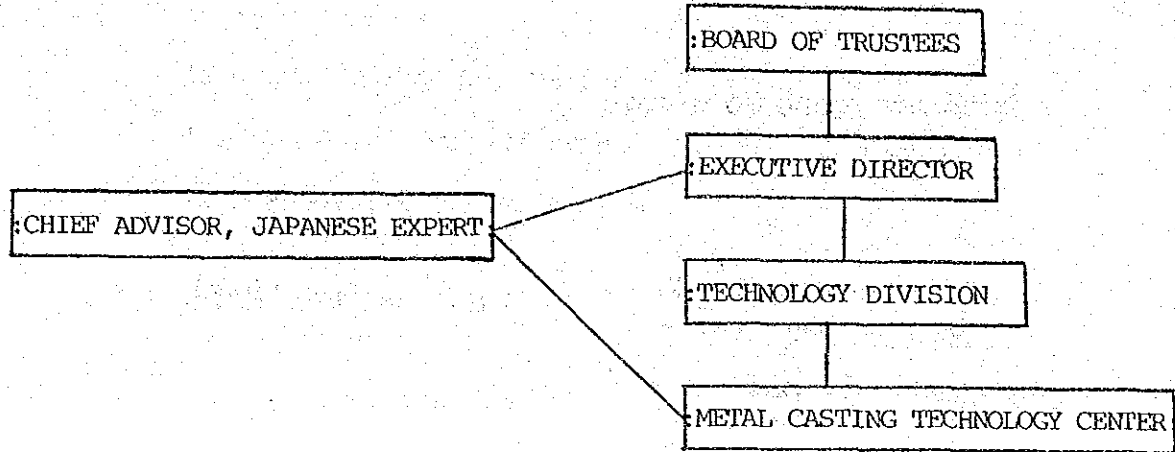 :BOARD OF TRUSTEES
:EXECUTIVE DIRECTOR
:CHIEF ADVISOR, JAPANESE EXPERT:
:TECHNOLOGY DIVISION
:METAL CASTING TECHNOLOGY CENTER